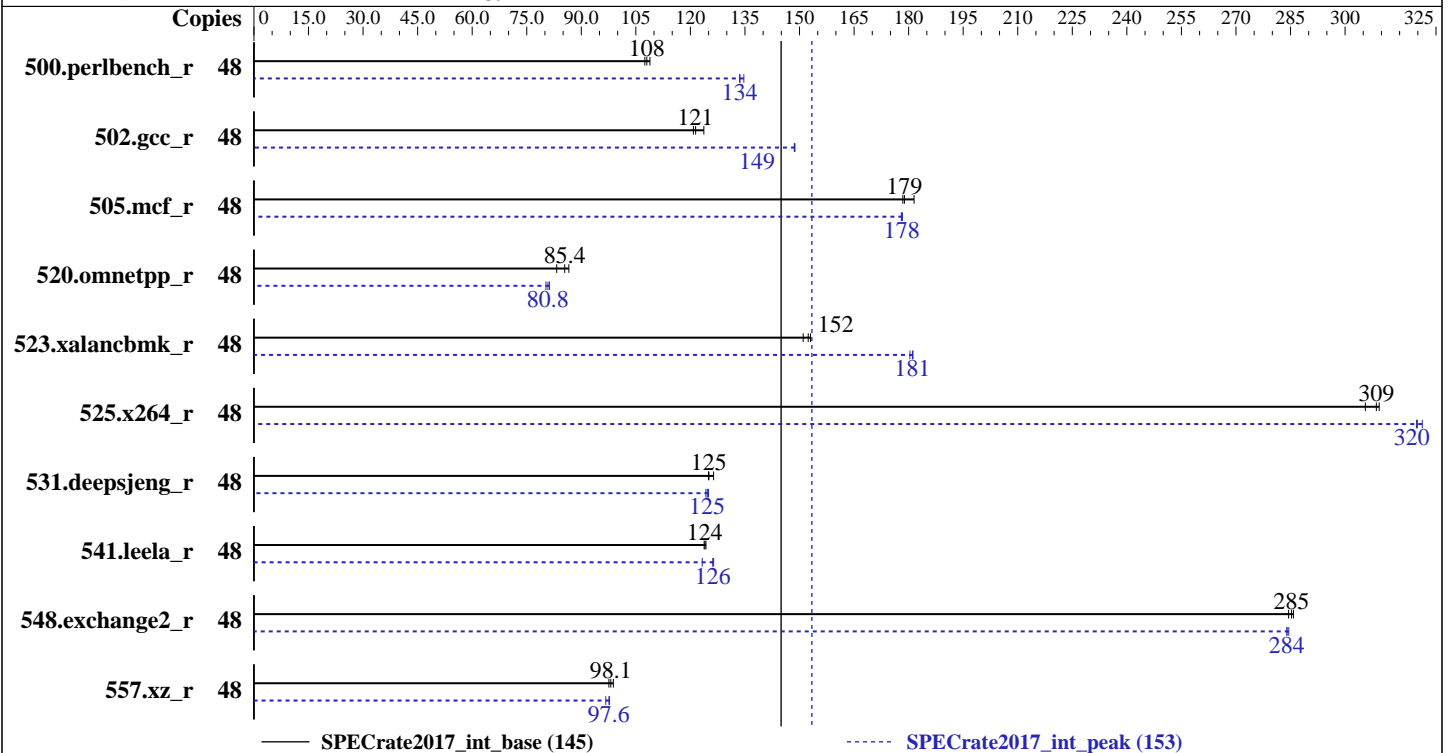 Copies 0 15.0 30.0 45.0 60.0 75.0 90.0 105 120 135 150 165 180 195 210 225 240 255 270 285 300 325
108
500.perlbench_r 48
134
121
502.gcc_r 48
149
179
505.mcf_r 48
178
85.4
520.omnetpp_r 48
80.8
152
523.xalancbmk_r 48
181
309
525.x264_r 48
320
125
531.deepsjeng_r 48
125
124
541.leela_r 48
126
285
548.exchange2_r 48
284
98.1
557.xz_r 48
97.6
SPECrate2017_int_base (145) SPECrate2017_int_peak (153)